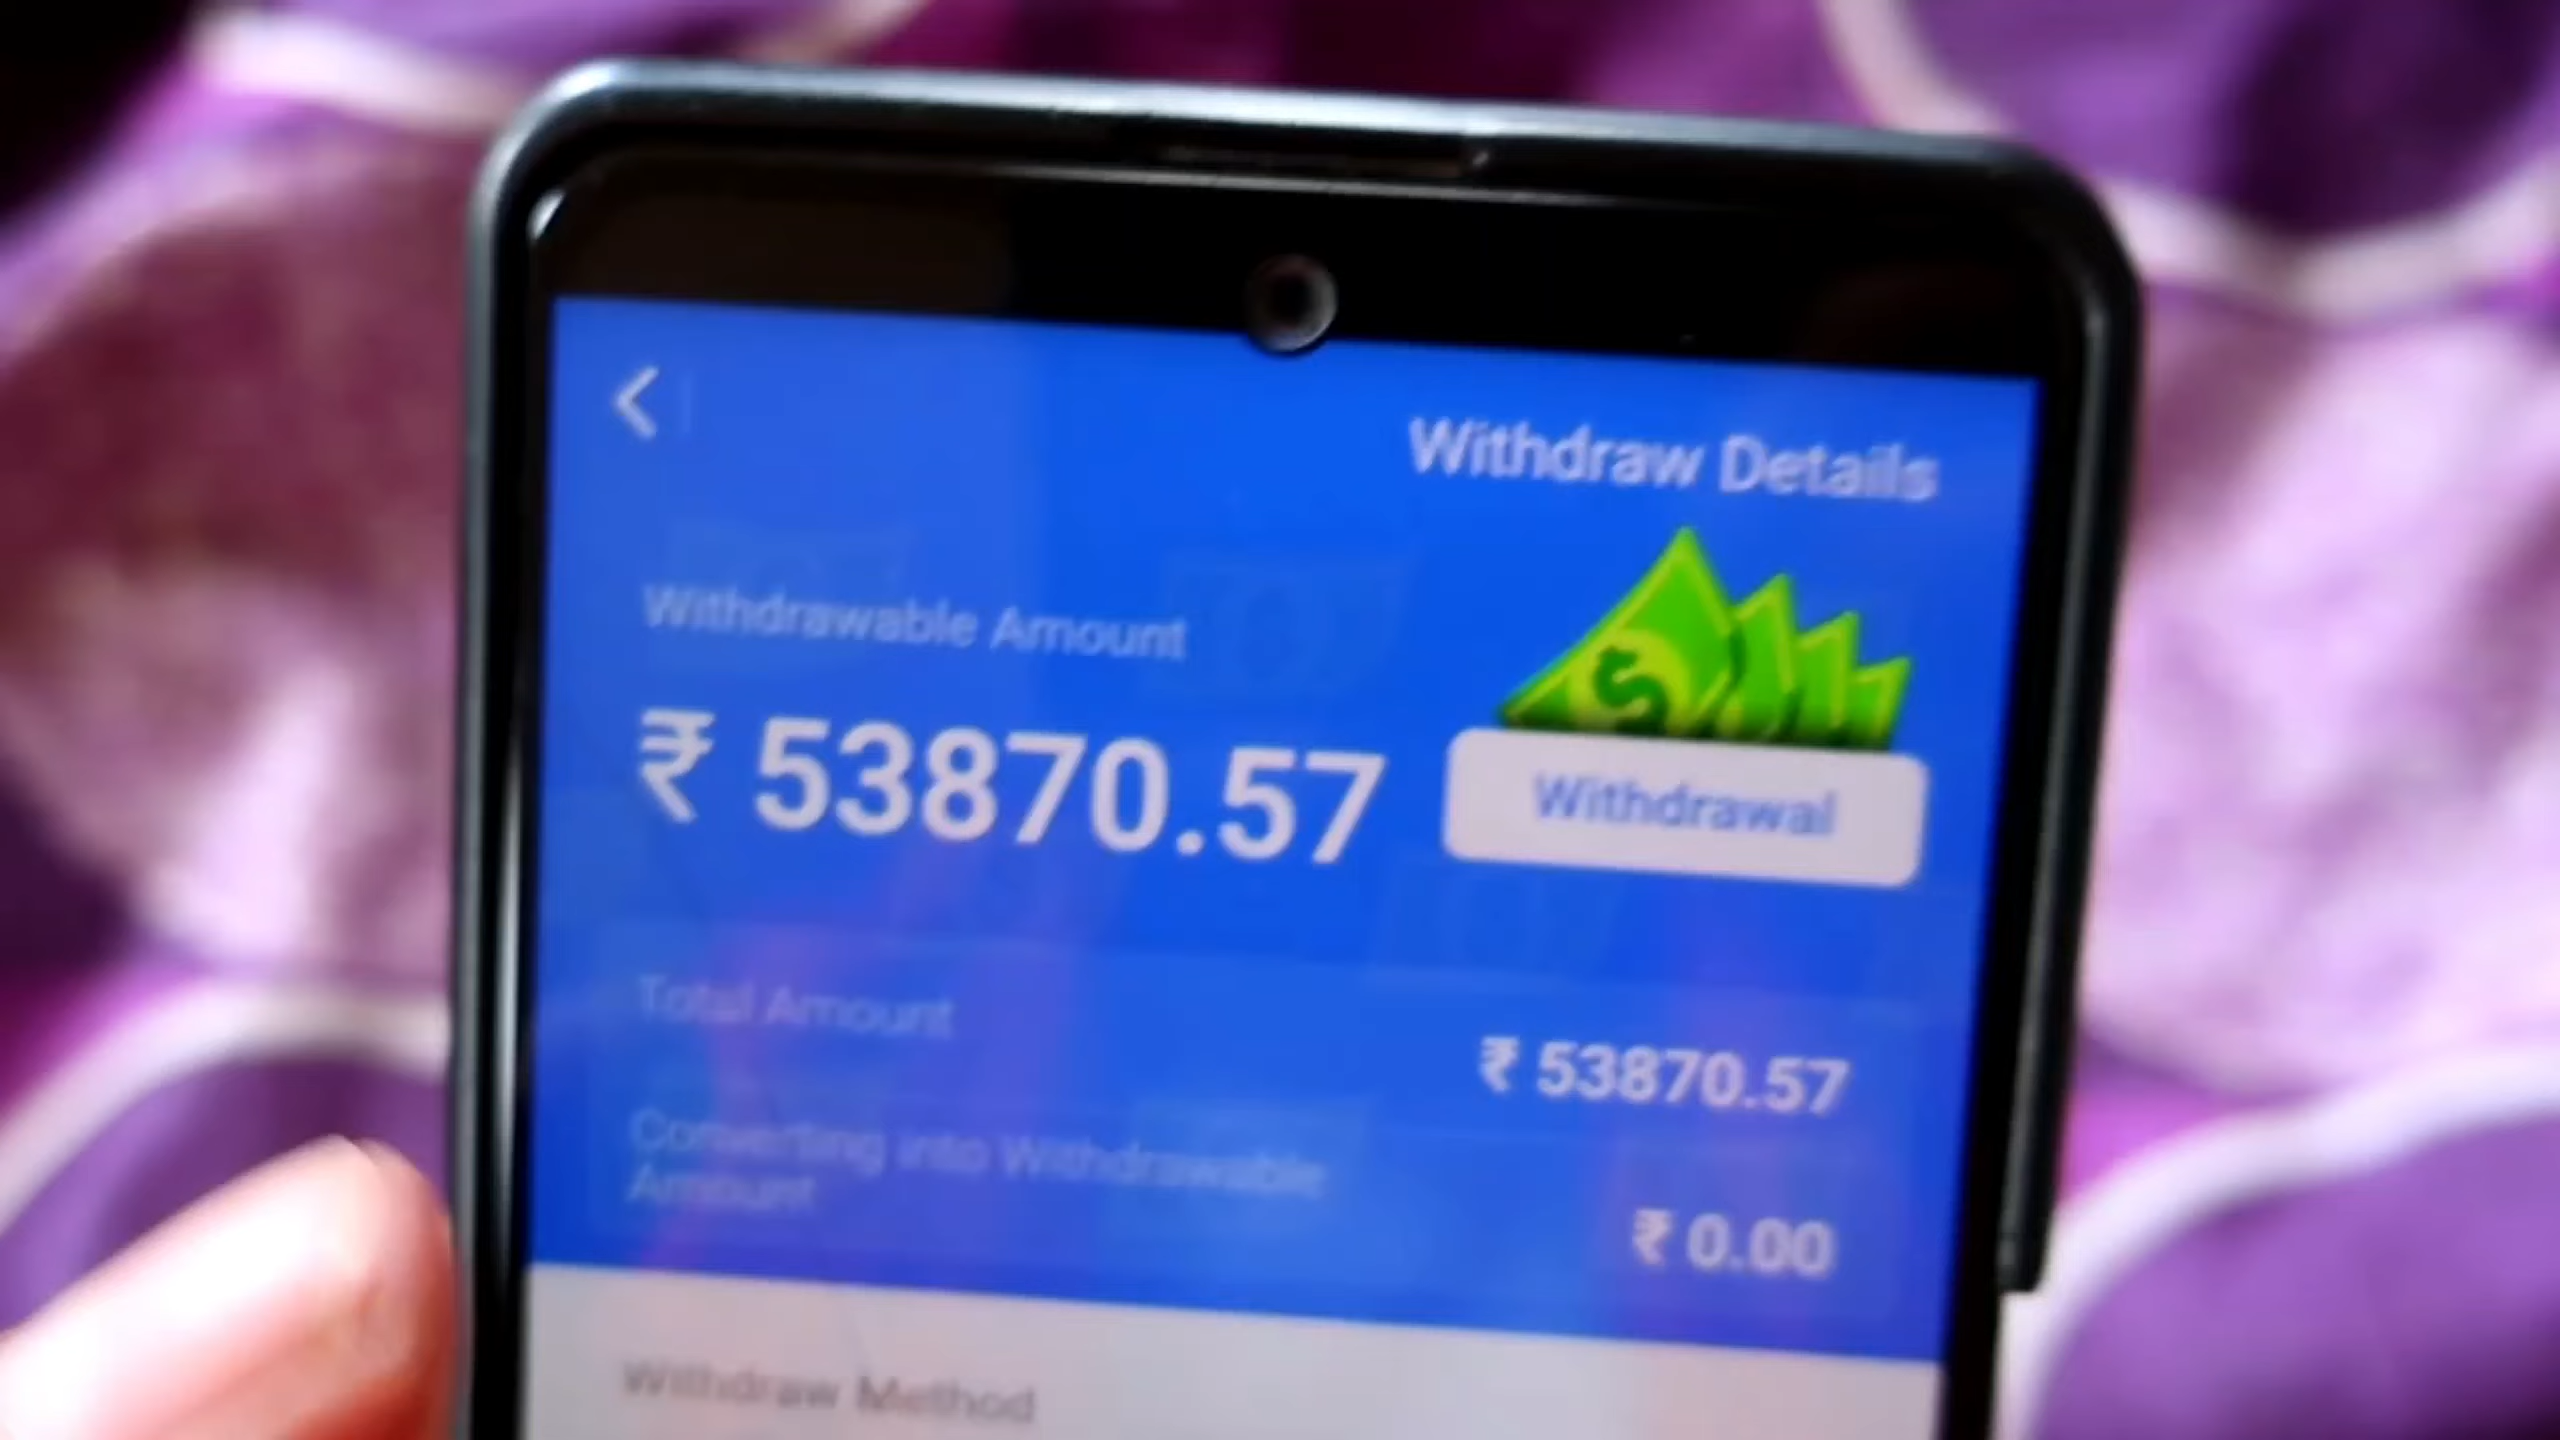 Withdraw Details
Withdrawable Amount
₹ 53870.57
$
Withdrawal
Total Amount
₹ 53870.57
Converting into Withdrawable
Amount
₹ 0.00
Withdraw Method